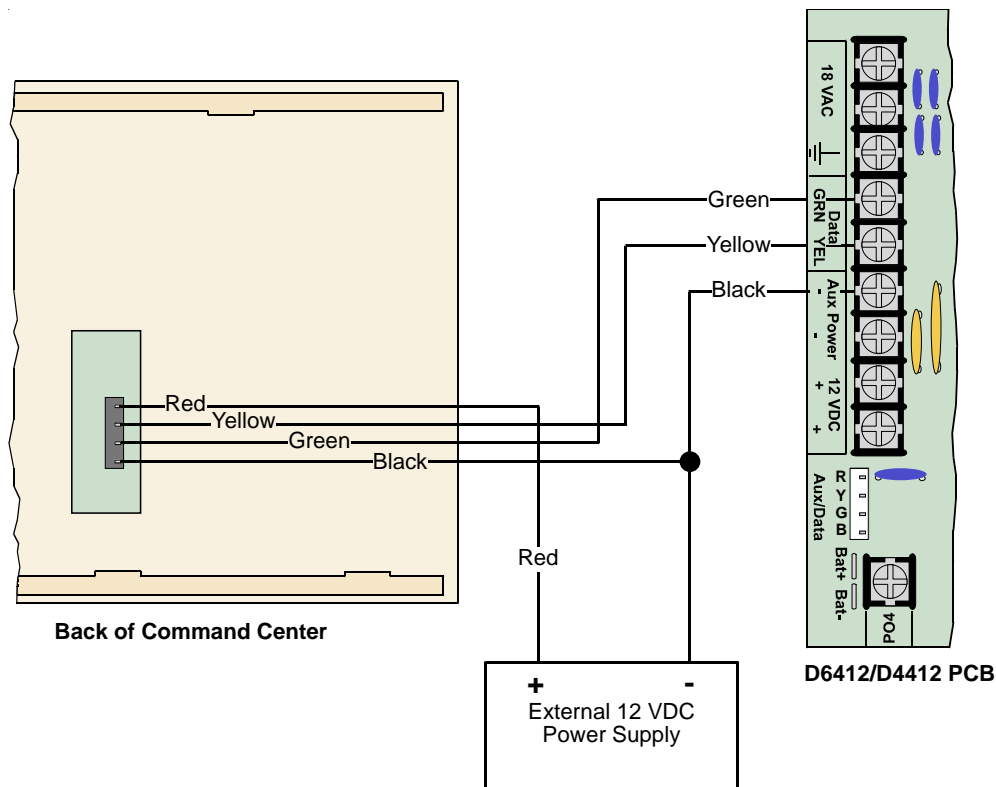 18 VAC
GRN
Data
YEL
-
Aux Power
-
12 VDC
+
+
Green
Yellow
Black
Red
Yellow
Green
Black
Red
R
Y
G
B
Aux/Data
Bat+
Bat-
PO4
Back of Command Center
D6412/D4412 PCB
+
-
External 12 VDC
Power Supply